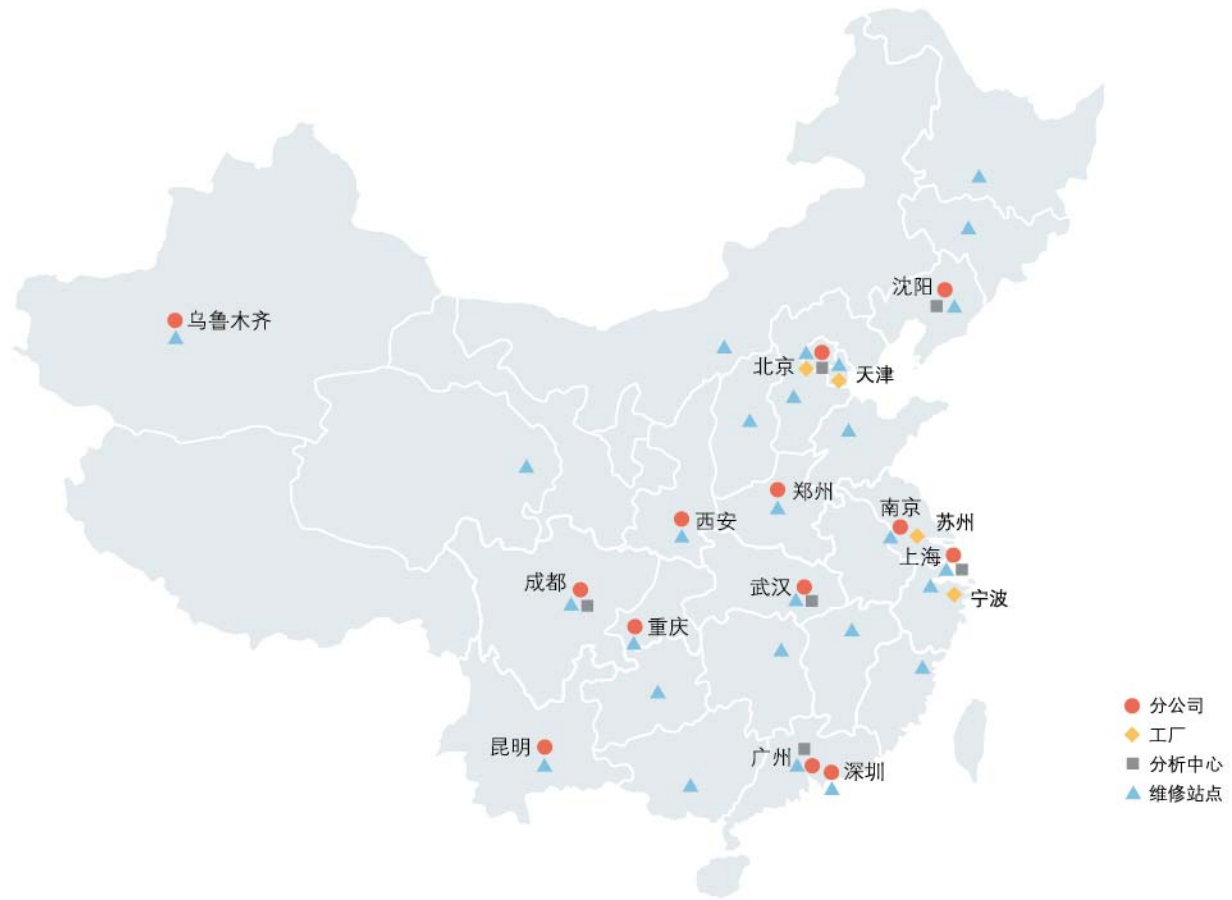 沈阳
乌鲁木齐
北京
天津
郑州
南京
苏州
西安
上海
成都
武汉
宁波
重庆
昆明
广州
深圳
分公司
工厂
分析中心
维修站点